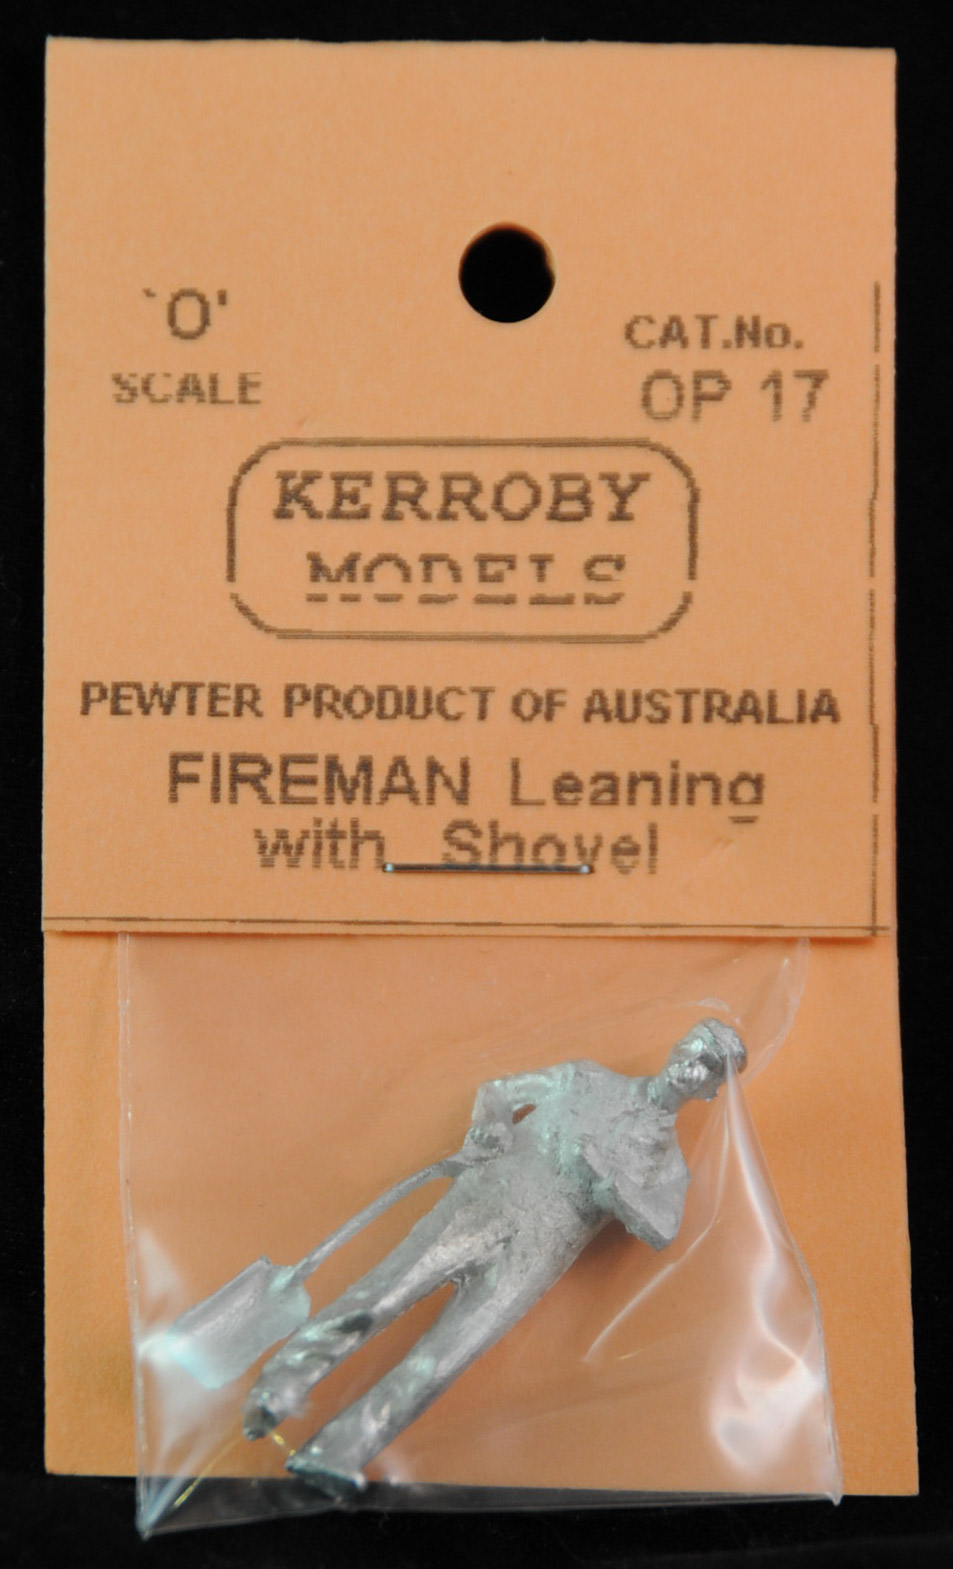 `O'
SCALE
CAT.No.
OP 17
KERROBY
MODELS
PEWTER PRODUCT OF AUSTRALIA
FIREMAN Leaning
with Shovel